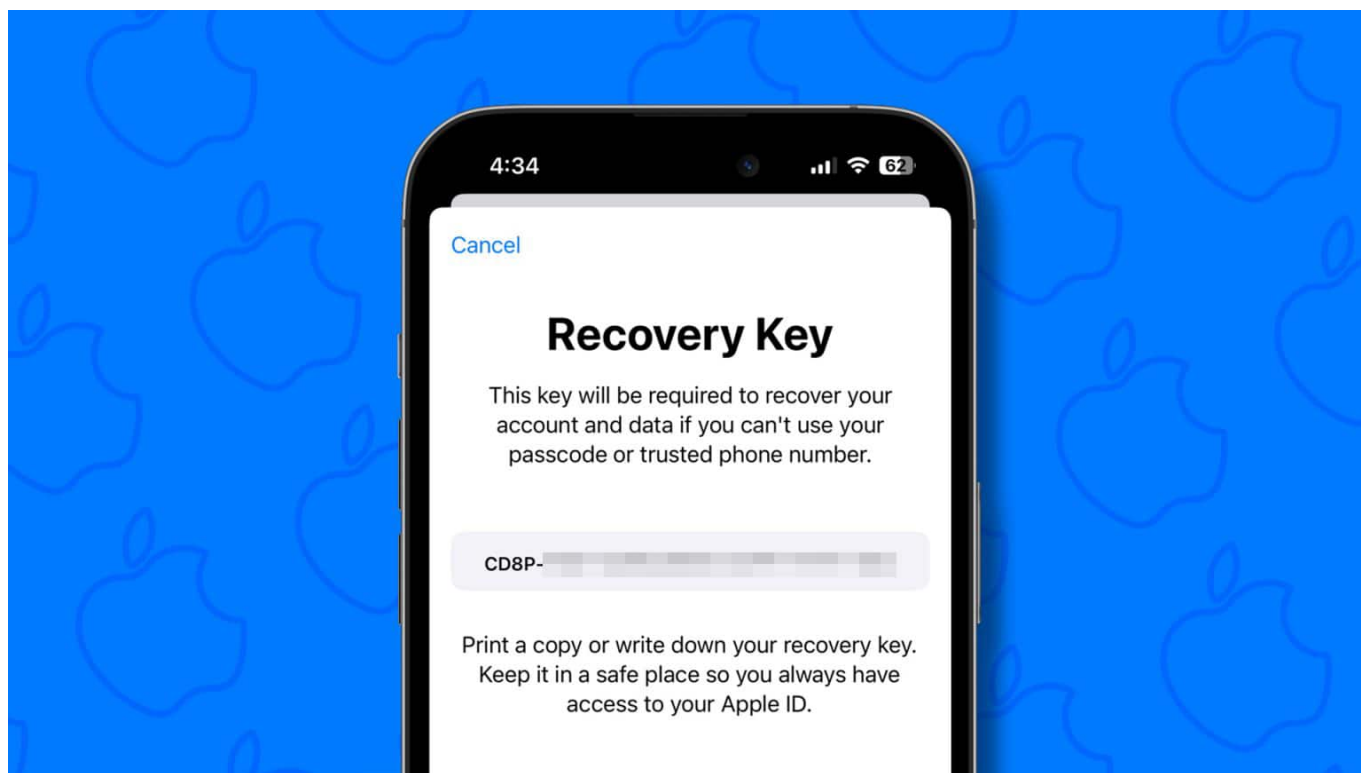 4:34
62
Cancel
Recovery Key
This key will be required to recover your
account and data if you can't use your
passcode or trusted phone number.
CD8P-
Print a copy or write down your recovery key.
Keep it in a safe place so you always have
access to your Apple ID.